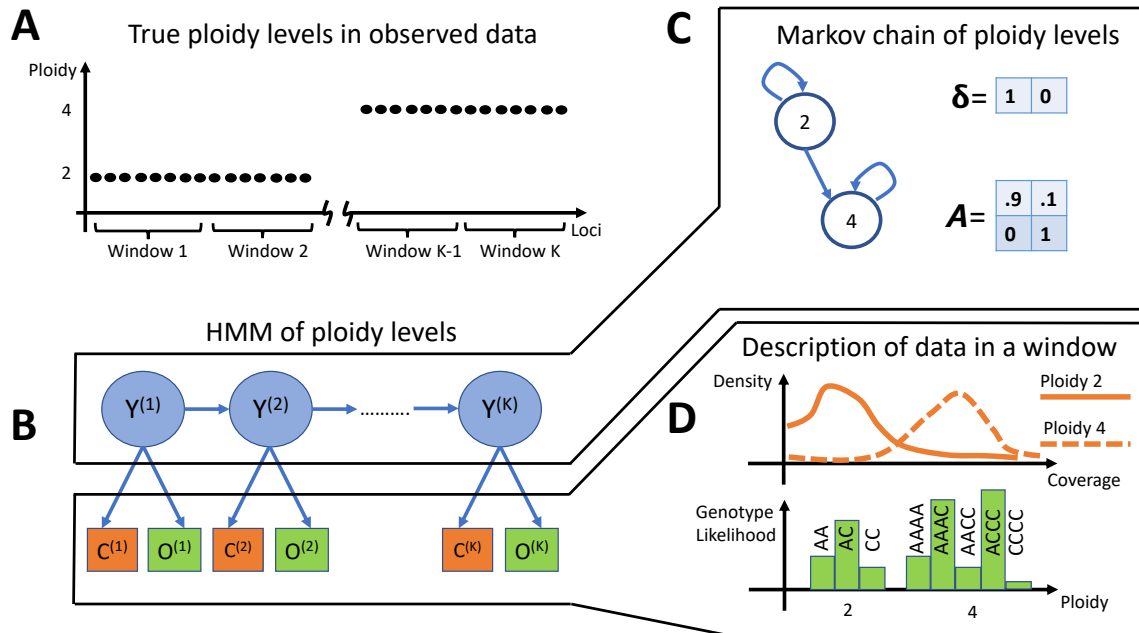 A
True ploidy levels in observed data
Ploidy
4
2
Loci
Window 1
Window 2
Window K-1
Window K
C
Markov chain of ploidy levels
2
4
δ= 1 0
A= .9 .1
0 1
B
HMM of ploidy levels
Y(1) Y(2) .......... Y(K)
C(1) O(1) C(2) O(2) C(K) O(K)
D
Description of data in a window
Density
Ploidy 2
Ploidy 4
Coverage
Genotype
Likelihood
AA
AC
CC
AAAA
AAAC
AACC
ACCC
CCCC
2
4
Ploidy